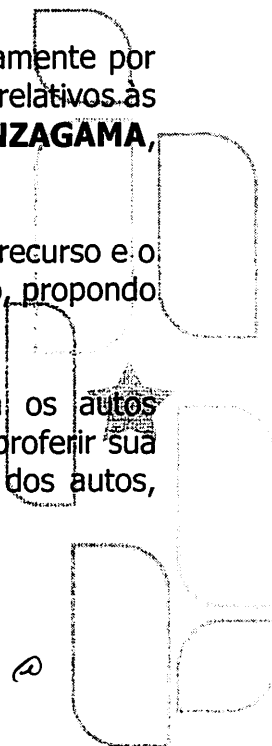 amente por
relativos às
NZAGAMA,
recurso e o
o, propondo
os autos
proferir sua
dos autos,